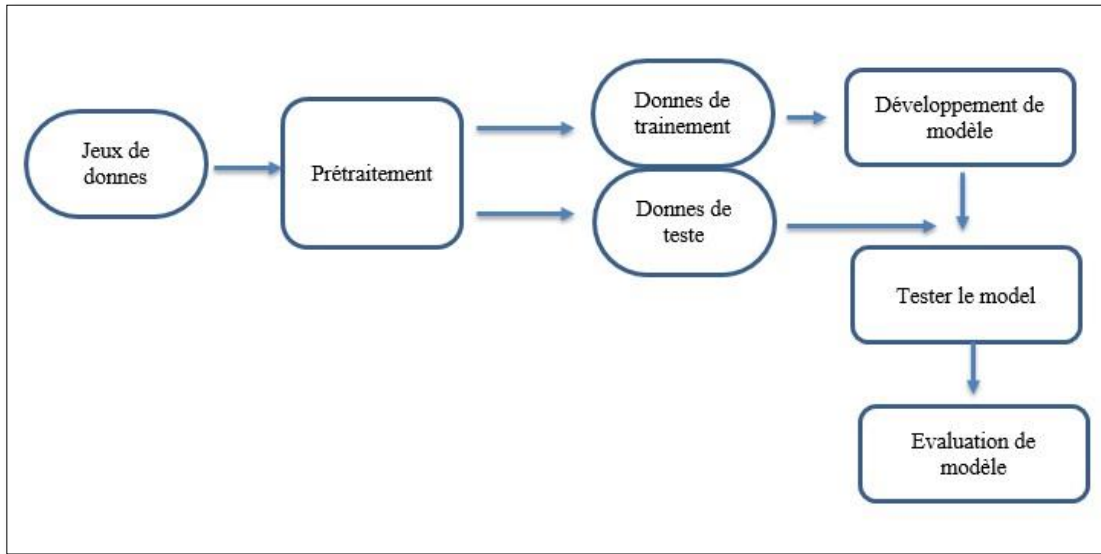 Jeux de
donnes
Prétraitement
Donnes de
trainement
Donnes de
teste
Développement de
modèle
Tester le model
Evaluation de
modèle